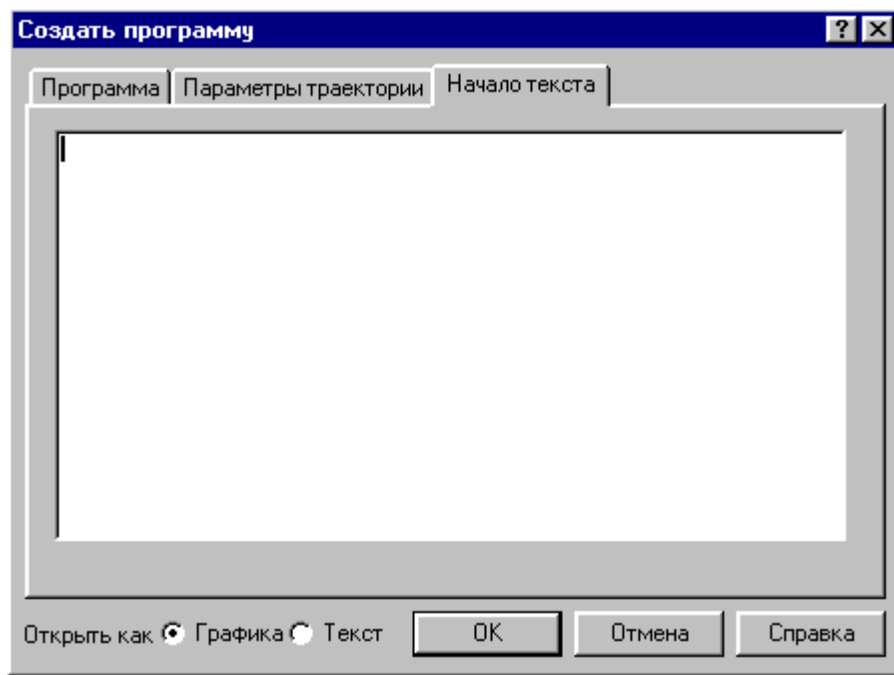 Создать программу
Программа Параметры траектории Начало текста
Открыть как Графика Текст OK Отмена Справка